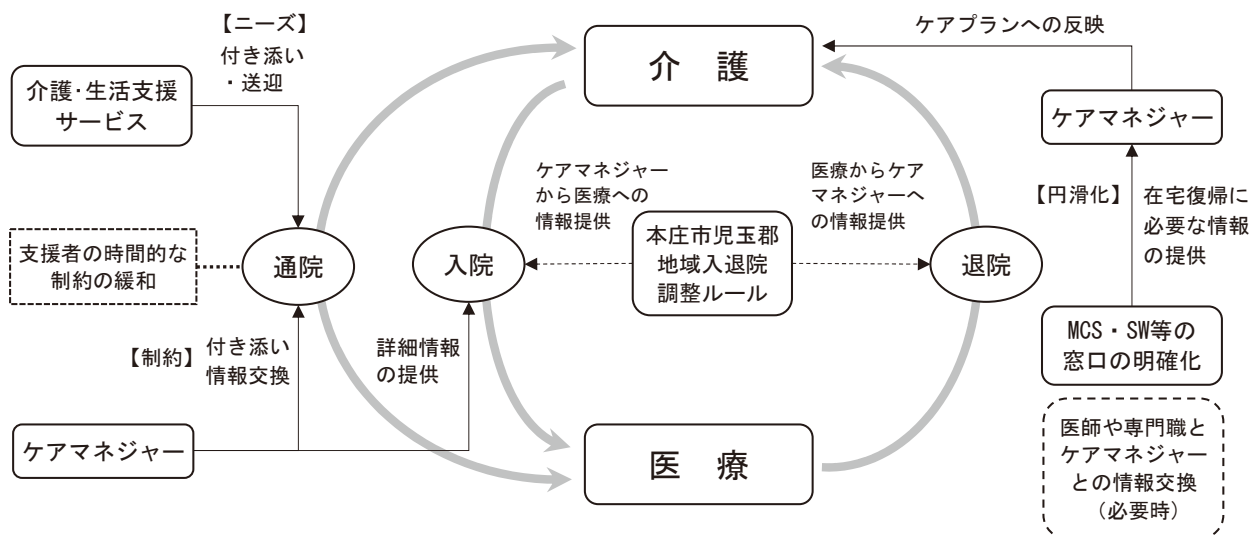 【ニーズ】
付き添い
・送迎
介護・生活支援
サービス
支援者の時間的な
制約の緩和
通院
【制約】
付き添い
情報交換
ケアマネジャー
介　護
入院
詳細情報
の提供
ケアマネジャー
から医療への
情報提供
本庄市児玉郡
地域入退院
調整ルール
医療からケア
マネジャーへ
の情報提供
退院
医　療
ケアプランへの反映
ケアマネジャー
【円滑化】
在宅復帰に
必要な情報
の提供
MCS・SW等の
窓口の明確化
医師や専門職と
ケアマネジャー
との情報交換
（必要時）